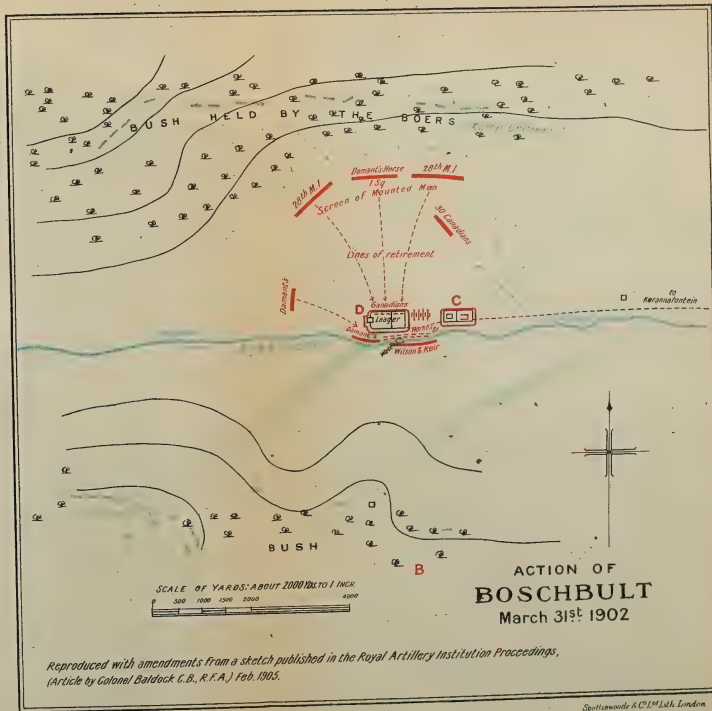 BUSH HELD BY THE BOERS
Damant's Horse
1 Sq
28th M.I
28th M.I
Screen of Mounted Men
30 Canadians
Lines of retirement
Damant's
Canadians
D
Laager
C
to
Korannafontein
Damant's
Wilson & Keir
BUSH
B
SCALE OF YARDS: ABOUT 2000 YDS. TO 1 INCH.
0 500 1000 1500 2000 4000
ACTION OF
BOSCHBULT
March 31st 1902
Reproduced with amendments from a sketch published in the Royal Artillery Institution Proceedings,
(Article by Colonel Baldock C.B., R.F.A.) Feb. 1905.
Spottiswoode & Co Ltd Lith. London